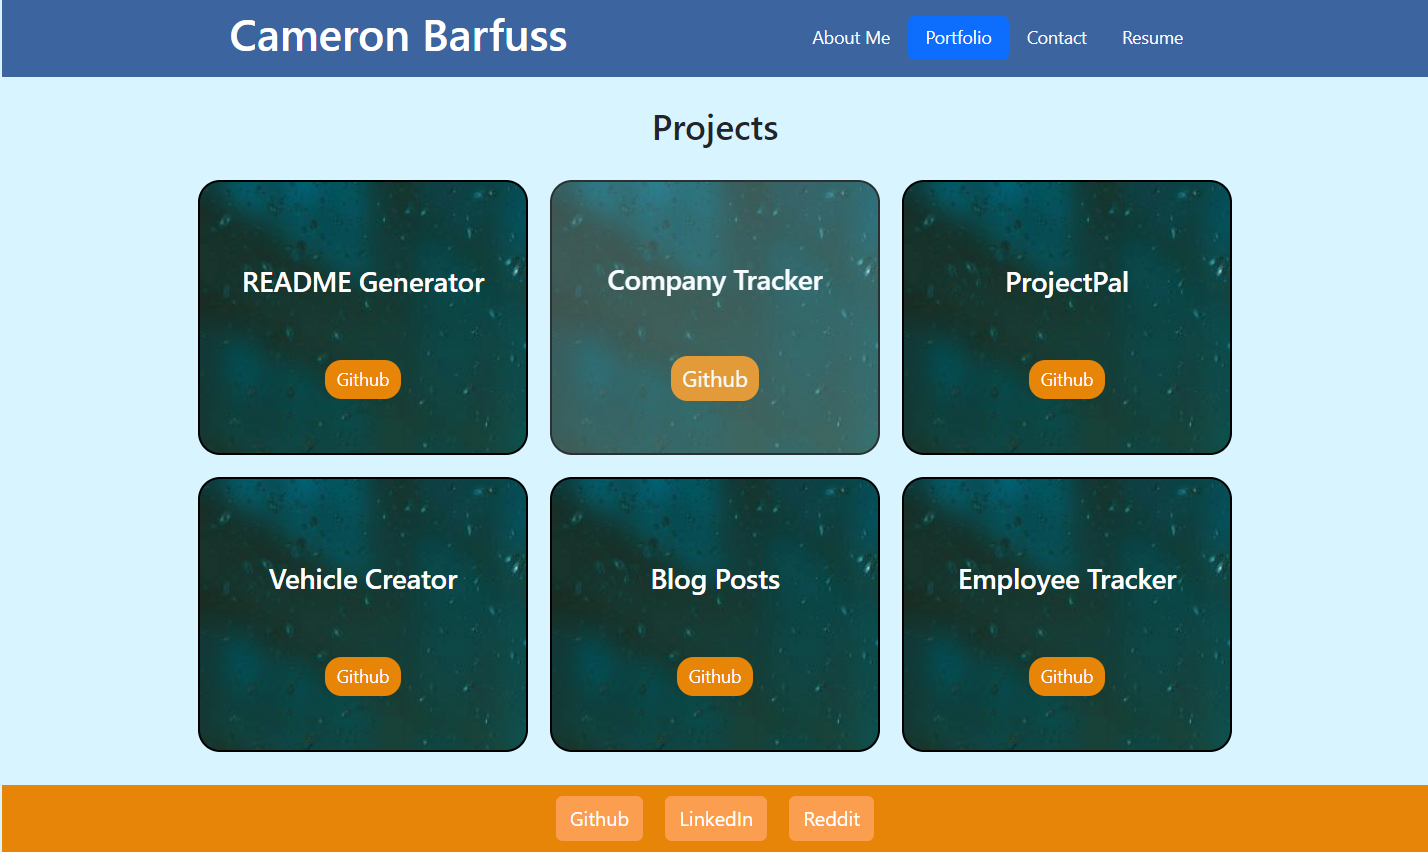 Cameron Barfuss
About Me Portfolio Contact Resume
Projects
README Generator
Github
Company Tracker
Github
ProjectPal
Github
Vehicle Creator
Github
Blog Posts
Github
Employee Tracker
Github
Github LinkedIn Reddit